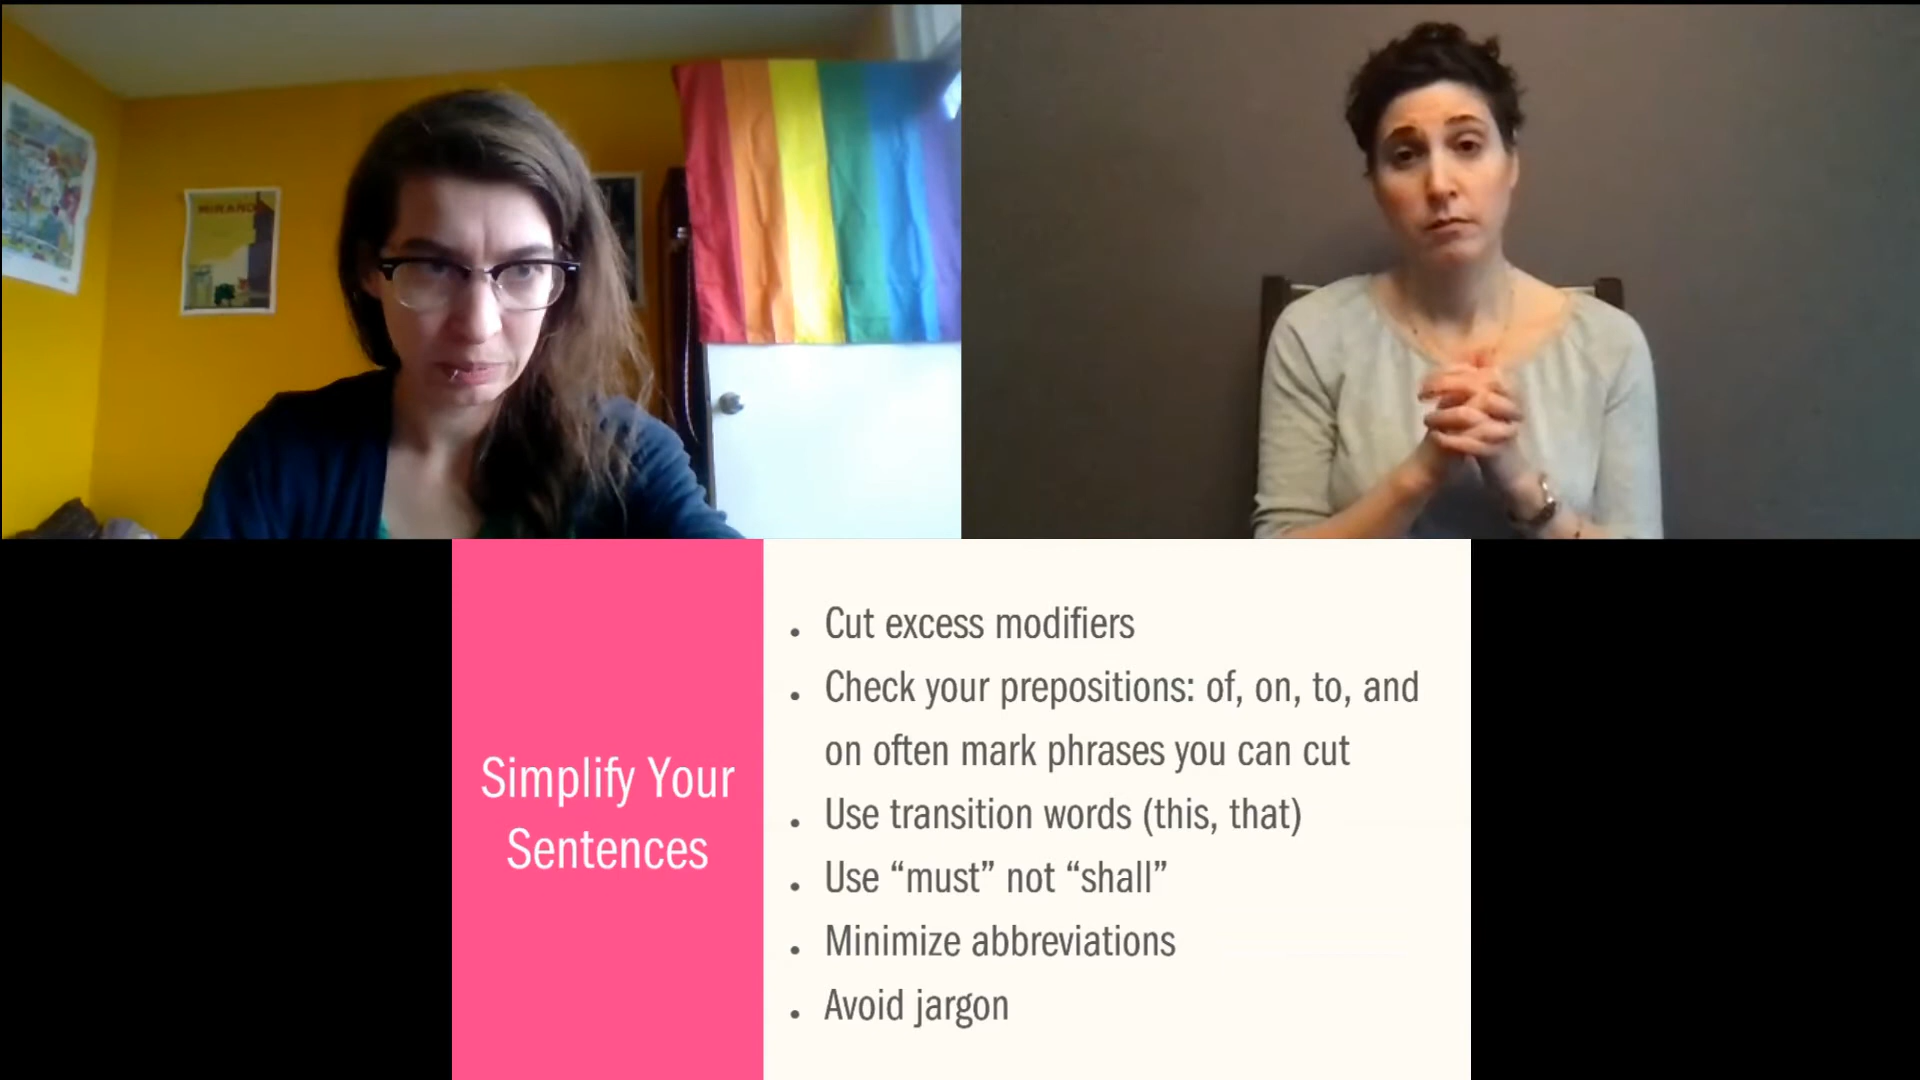 MIRANO
Simplify Your
Sentences
• Cut excess modifiers
• Check your prepositions: of, on, to, and
on often mark phrases you can cut
• Use transition words (this, that)
• Use “must” not “shall”
• Minimize abbreviations
• Avoid jargon